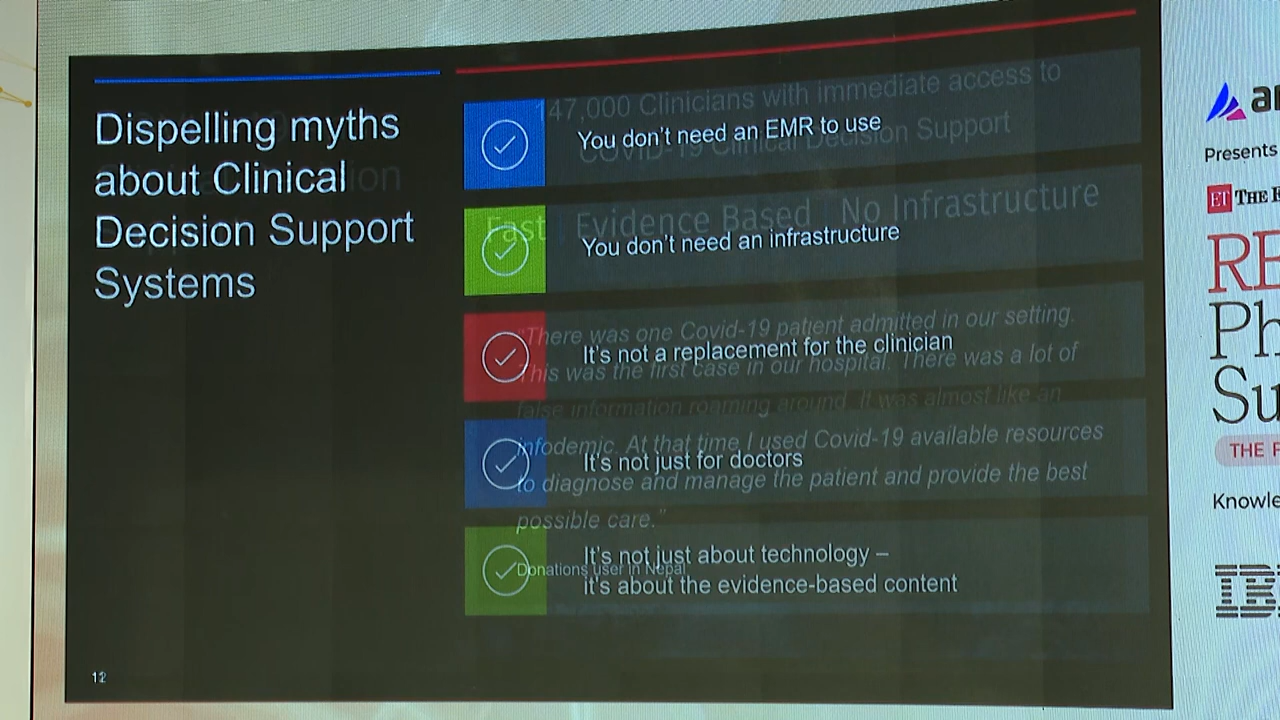 Dispelling myths
about Clinical
Decision Support
Systems
You don't need an EMR to use
You don't need an infrastructure
It's not a replacement for the clinician
It's not just for doctors
It's not just about technology –
it's about the evidence-based content
47,000 Clinicians with immediate access to
COVID-19 Clinical Decision Support
Fast | Evidence Based | No Infrastructure
"There was one Covid-19 patient admitted in our setting.
This was the first case in our hospital. There was a lot of
false information roaming around. It was almost like an
infodemic. At that time I used Covid-19 available resources
to diagnose and manage the patient and provide the best
possible care."
Donations user in Nepal
Presents
ET THE
RE
Ph
Su
THE
Knowle
IB